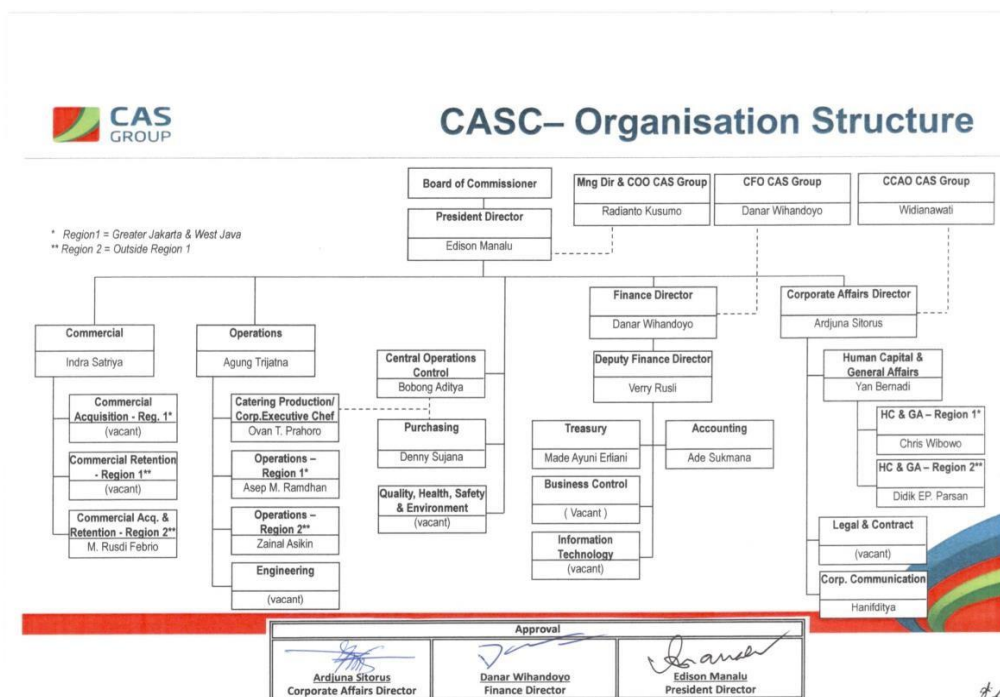 CAS
GROUP
CASC– Organisation Structure
* Region1 = Greater Jakarta & West Java
** Region 2 = Outside Region 1
Board of Commissioner
President Director
Edison Manalu
Mng Dir & COO CAS Group
Radianto Kusumo
CFO CAS Group
Danar Wihandoyo
CCAO CAS Group
Widianawati
Commercial
Indra Satriya
Commercial
Acquisition - Reg. 1*
(vacant)
Commercial Retention
- Region 1**
(vacant)
Commercial Acq. &
Retention - Region 2**
M. Rusdi Febrio
Operations
Agung Trijatna
Catering Production/
Corp.Executive Chef
Ovan T. Prahoro
Operations –
Region 1*
Asep M. Ramdhan
Operations –
Region 2**
Zainal Asikin
Engineering
(vacant)
Central Operations
Control
Bobong Aditya
Purchasing
Denny Sujana
Quality, Health, Safety
& Environment
(vacant)
Finance Director
Danar Wihandoyo
Deputy Finance Director
Verry Rusli
Treasury
Made Ayuni Erliani
Accounting
Ade Sukmana
Business Control
( Vacant )
Information
Technology
(vacant)
Corporate Affairs Director
Ardjuna Sitorus
Human Capital &
General Affairs
Yan Bernadi
HC & GA – Region 1*
Chris Wibowo
HC & GA – Region 2**
Didik EP. Parsan
Legal & Contract
(vacant)
Corp. Communication
Hanifditya
Approval
Ardjuna Sitorus
Corporate Affairs Director
Danar Wihandoyo
Finance Director
Edison Manalu
President Director